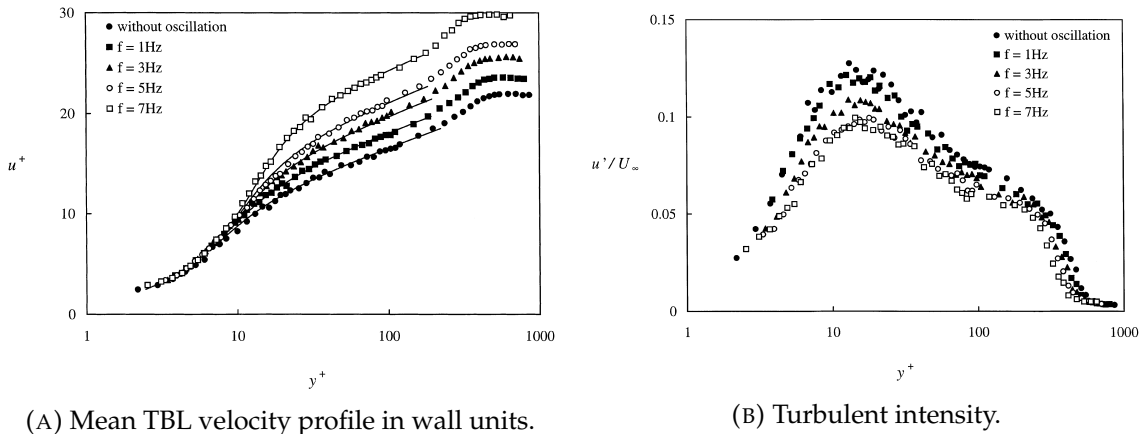 30
20
10
0
u⁺
without oscillation
f = 1Hz
f = 3Hz
f = 5Hz
f = 7Hz
1 10 100 1000
y⁺
(A) Mean TBL velocity profile in wall units.
0.15
0.1
0.05
0
u'/U∞
without oscillation
f = 1Hz
f = 3Hz
f = 5Hz
f = 7Hz
1 10 100 1000
y⁺
(B) Turbulent intensity.